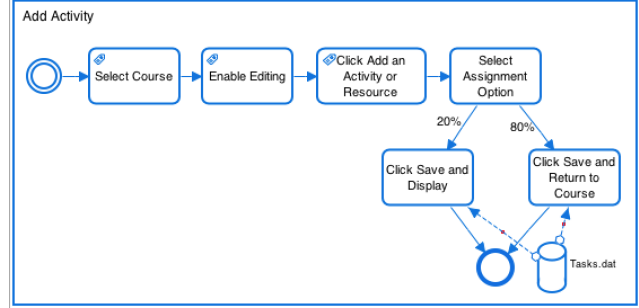 Add Activity
Select Course
Enable Editing
Click Add an
Activity or
Resource
Select
Assignment
Option
20%
80%
Click Save and
Display
Click Save and
Return to
Course
Tasks.dat